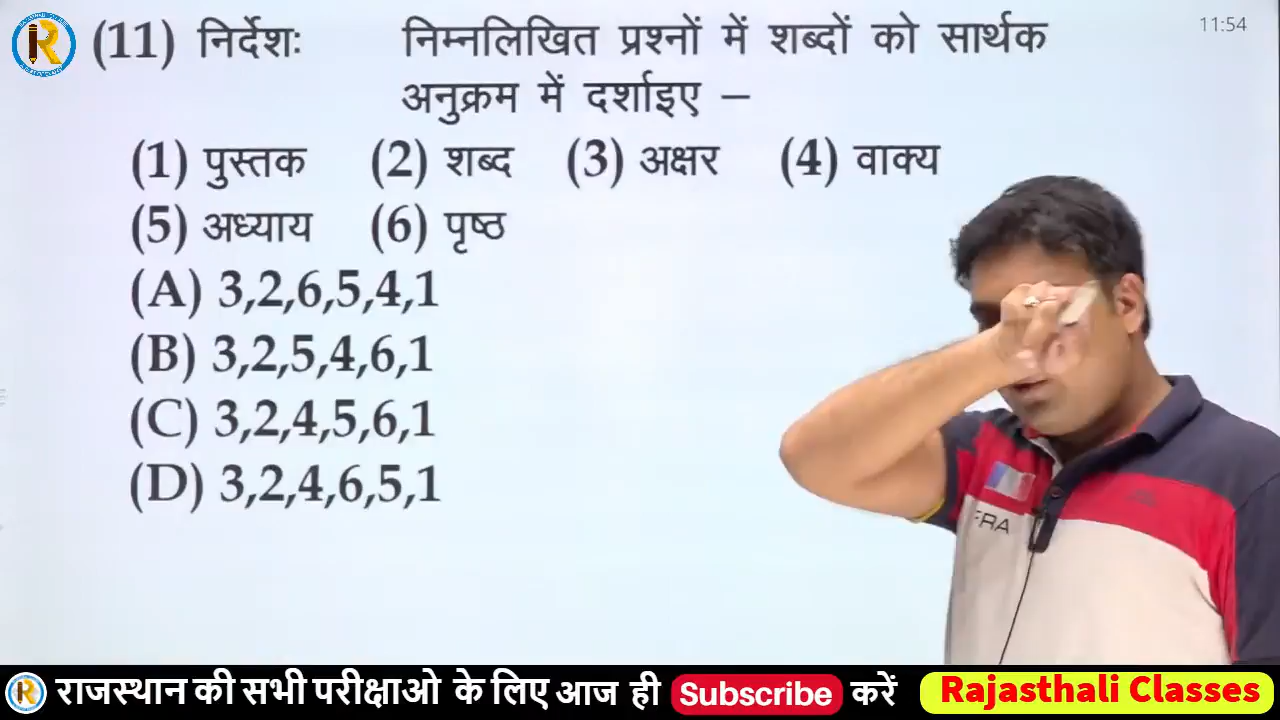 (11) निर्देशः निम्नलिखित प्रश्नों में शब्दों को सार्थक
11:54
अनुक्रम में दर्शाइए –
(1) पुस्तक (2) शब्द (3) अक्षर (4) वाक्य
(5) अध्याय (6) पृष्ठ
(A) 3,2,6,5,4,1
(B) 3,2,5,4,6,1
(C) 3,2,4,5,6,1
(D) 3,2,4,6,5,1
FRA
राजस्थान की सभी परीक्षाओ के लिए आज ही Subscribe करें Rajasthali Classes